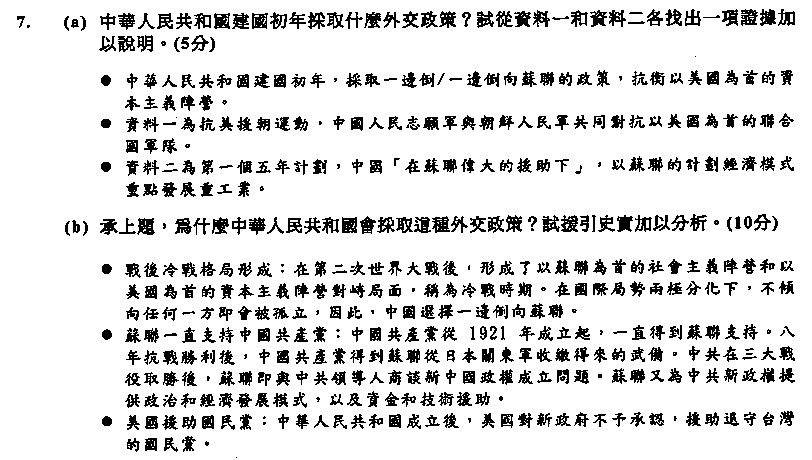 7. (a) 中華人民共和國建國初年採取什麼外交政策？試從資料一和資料二各找出一項證據加
以說明。(5分)
● 中華人民共和國建國初年，採取一邊倒/一邊倒向蘇聯的政策，抗衡以美國為首的資
本主義陣營。
● 資料一為抗美援朝運動，中國人民志願軍與朝鮮人民軍共同對抗以美國為首的聯合
國軍隊。
● 資料二為第一個五年計劃，中國「在蘇聯偉大的援助下」，以蘇聯的計劃經濟模式
重點發展重工業。
(b) 承上題，為什麼中華人民共和國會採取這種外交政策？試援引史實加以分析。(10分)
● 戰後冷戰格局形成：在第二次世界大戰後，形成了以蘇聯為首的社會主義陣營和以
美國為首的資本主義陣營對峙局面，稱為冷戰時期。在國際局勢兩極分化下，不傾
向任何一方即會被孤立，因此，中國選擇一邊倒向蘇聯。
● 蘇聯一直支持中國共產黨：中國共產黨從 1921 年成立起，一直得到蘇聯支持。八
年抗戰勝利後，中國共產黨得到蘇聯從日本關東軍收繳得來的武備。中共在三大戰
役取勝後，蘇聯即與中共領導人商談新中國政權成立問題。蘇聯又為中共新政權提
供政治和經濟發展模式，以及資金和技術援助。
● 美國援助國民黨：中華人民共和國成立後，美國對新政府不予承認，援助退守台灣
的國民黨。